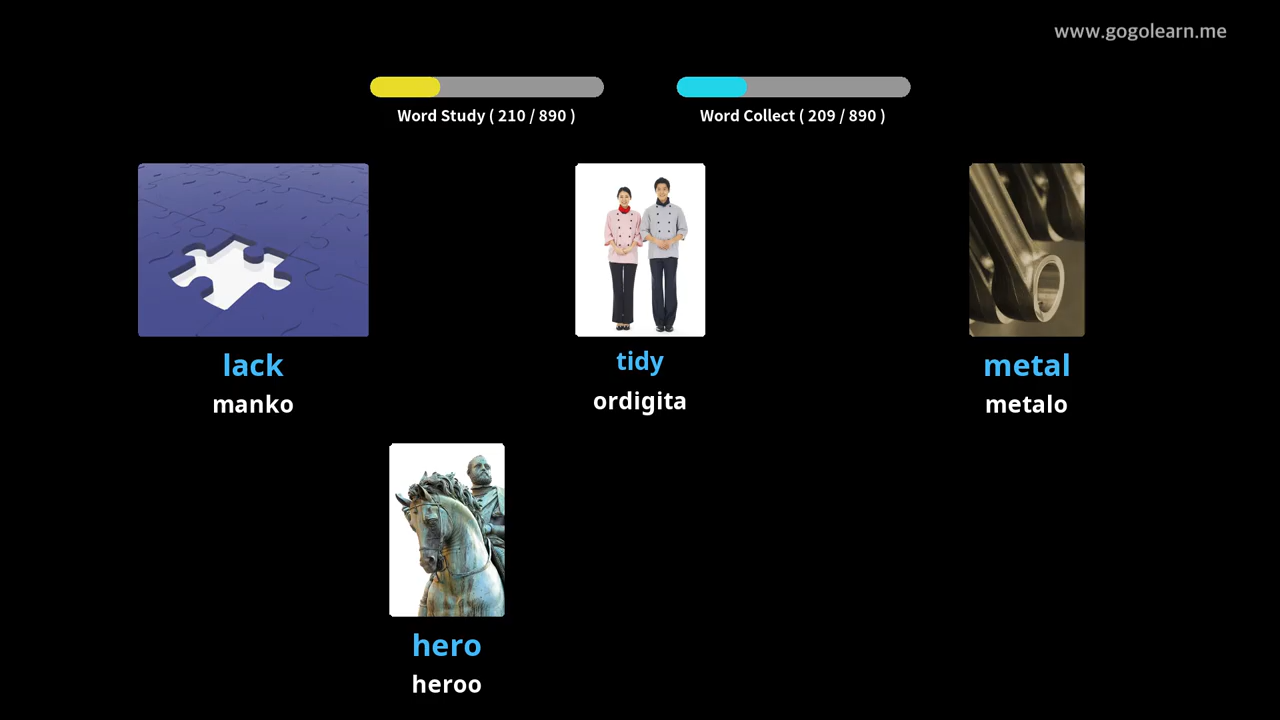 www.gogolearn.me
Word Study ( 210 / 890 )
Word Collect ( 209 / 890 )
lack
manko
tidy
ordigita
metal
metalo
hero
heroo